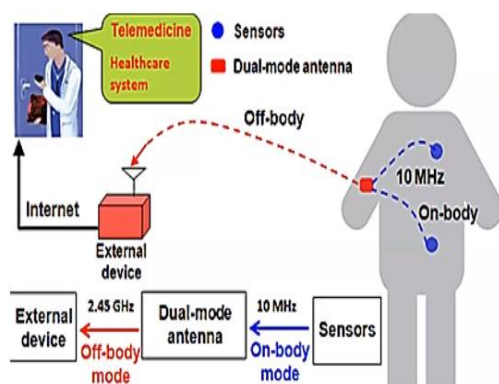 Telemedicine
Healthcare
system
Sensors
Dual-mode antenna
Off-body
10 MHz
On-body
Internet
External
device
External
device
2.45 GHz
Off-body
mode
Dual-mode
antenna
10 MHz
On-body
mode
Sensors